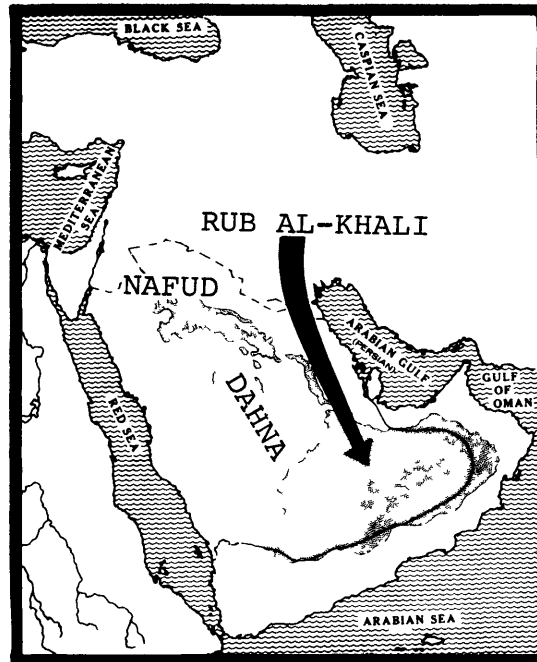 BLACK SEA
CASPIAN SEA
MEDITERRANEAN
SEA
RUB AL-KHALI
NAFUD
ARABIAN GULF
(PERSIAN)
GULF
OF
OMAN
DAHNA
RED SEA
ARABIAN SEA